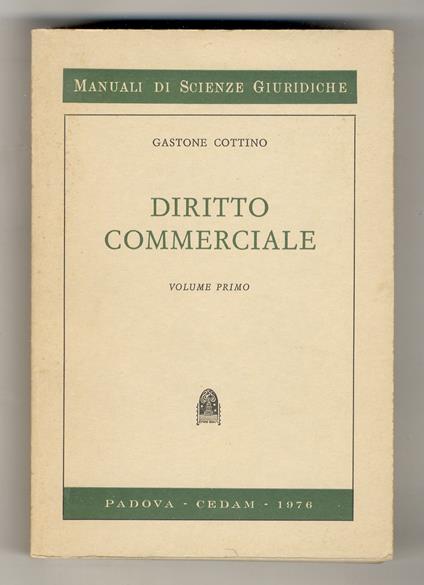 MANUALI DI SCIENZE GIURIDICHE
GASTONE COTTINO
DIRITTO
COMMERCIALE
VOLUME PRIMO
PADOVA - CEDAM - 1976